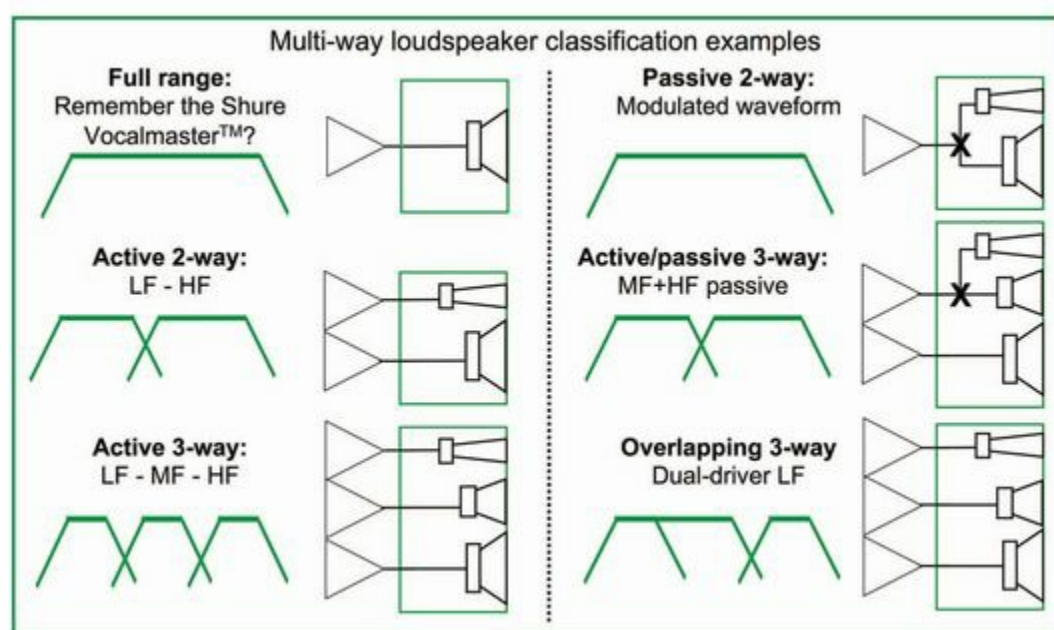 Multi-way loudspeaker classification examples
Full range:
Remember the Shure
Vocalmaster™?
Active 2-way:
LF - HF
Active 3-way:
LF - MF - HF
Passive 2-way:
Modulated waveform
X
Active/passive 3-way:
MF+HF passive
X
Overlapping 3-way
Dual-driver LF